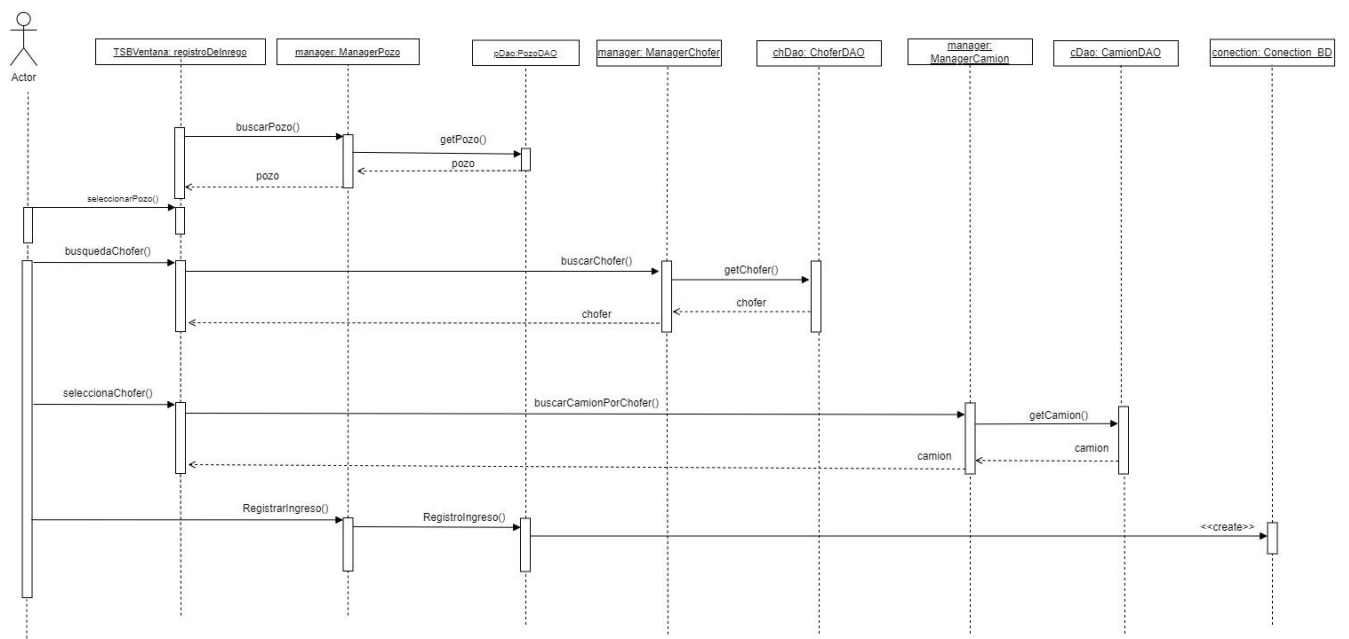 Actor
TSBVentana: registroDeInrego
manager: ManagerPozo
pDao:PozoDAO
manager: ManagerChofer
chDao: ChoferDAO
manager:
ManagerCamion
cDao: CamionDAO
conection: Conection_BD
buscarPozo()
getPozo()
pozo
pozo
seleccionarPozo()
busquedaChofer()
buscarChofer()
getChofer()
chofer
chofer
seleccionaChofer()
buscarCamionPorChofer()
getCamion()
camion
camion
RegistrarIngreso()
RegistroIngreso()
<<create>>